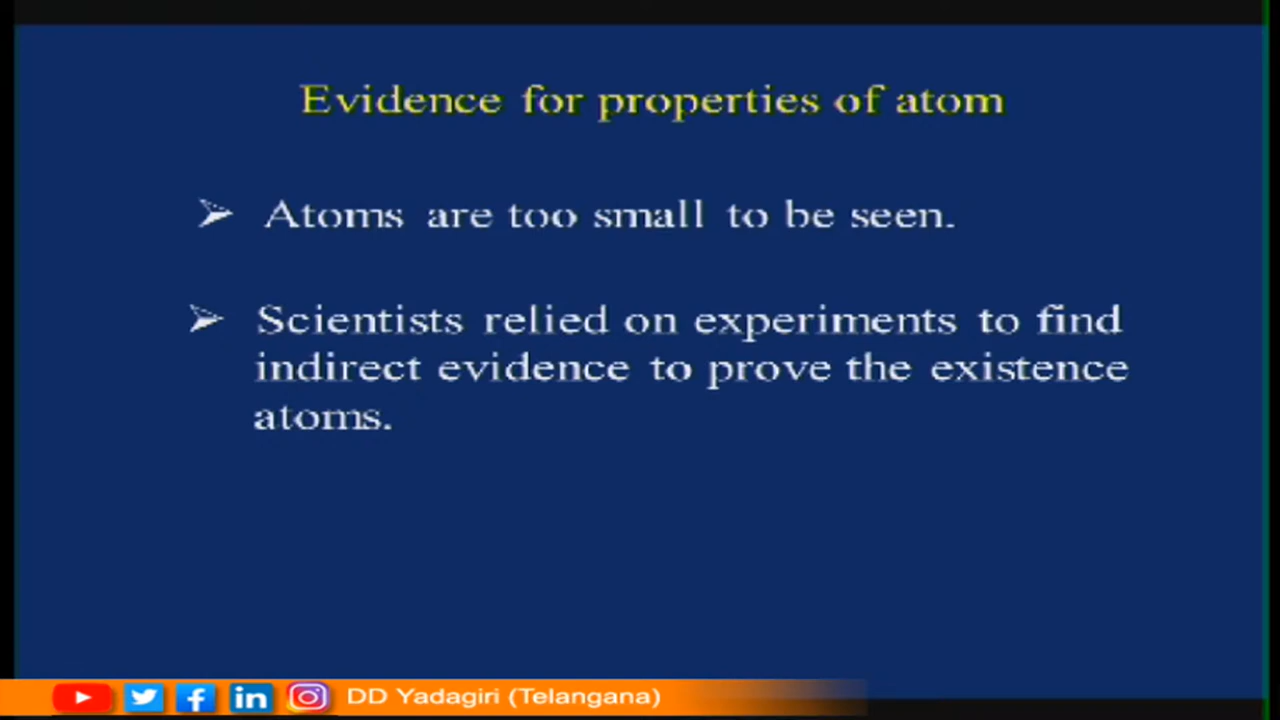 Evidence for properties of atom
➢ Atoms are too small to be seen.
➢ Scientists relied on experiments to find
indirect evidence to prove the existence
atoms.
DD Yadagiri (Telangana)